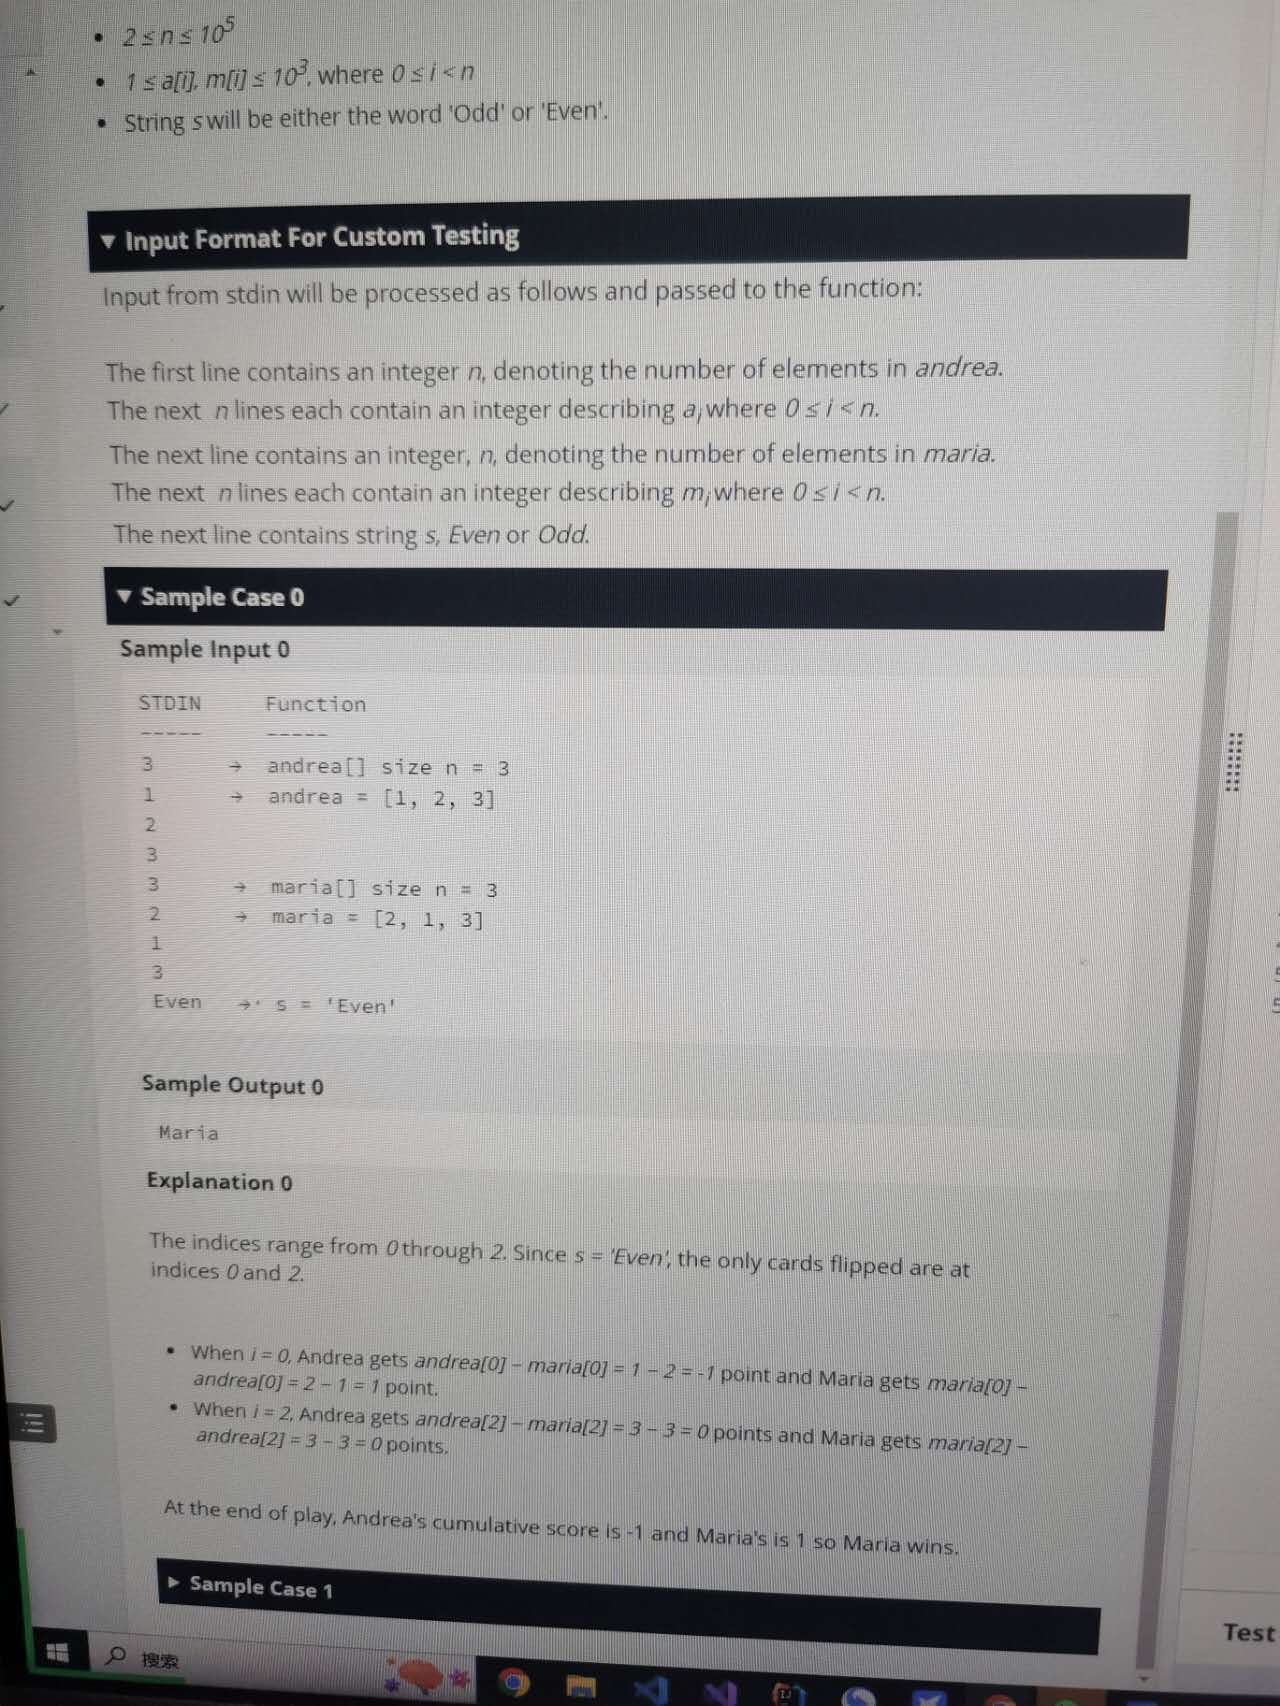 • 2 ≤ n ≤ 10^5
• 1 ≤ a[i], m[i] ≤ 10^3, where 0 ≤ i < n
• String s will be either the word 'Odd' or 'Even'.
▼ Input Format For Custom Testing
Input from stdin will be processed as follows and passed to the function:
The first line contains an integer n, denoting the number of elements in andrea.
The next n lines each contain an integer describing a_i where 0 ≤ i < n.
The next line contains an integer, n, denoting the number of elements in maria.
The next n lines each contain an integer describing m_i where 0 ≤ i < n.
The next line contains string s, Even or Odd.
▼ Sample Case 0
Sample Input 0
STDIN Function
----- -----
3 → andrea[] size n = 3
1 → andrea = [1, 2, 3]
2
3
3 → maria[] size n = 3
2 → maria = [2, 1, 3]
1
3
Even → s = 'Even'
Sample Output 0
Maria
Explanation 0
The indices range from 0 through 2. Since s = 'Even', the only cards flipped are at
indices 0 and 2.
• When i = 0, Andrea gets andrea[0] - maria[0] = 1 - 2 = -1 point and Maria gets maria[0] -
andrea[0] = 2 - 1 = 1 point.
• When i = 2, Andrea gets andrea[2] - maria[2] = 3 - 3 = 0 points and Maria gets maria[2] -
andrea[2] = 3 - 3 = 0 points.
At the end of play, Andrea's cumulative score is -1 and Maria's is 1 so Maria wins.
▶ Sample Case 1
Test
搜索